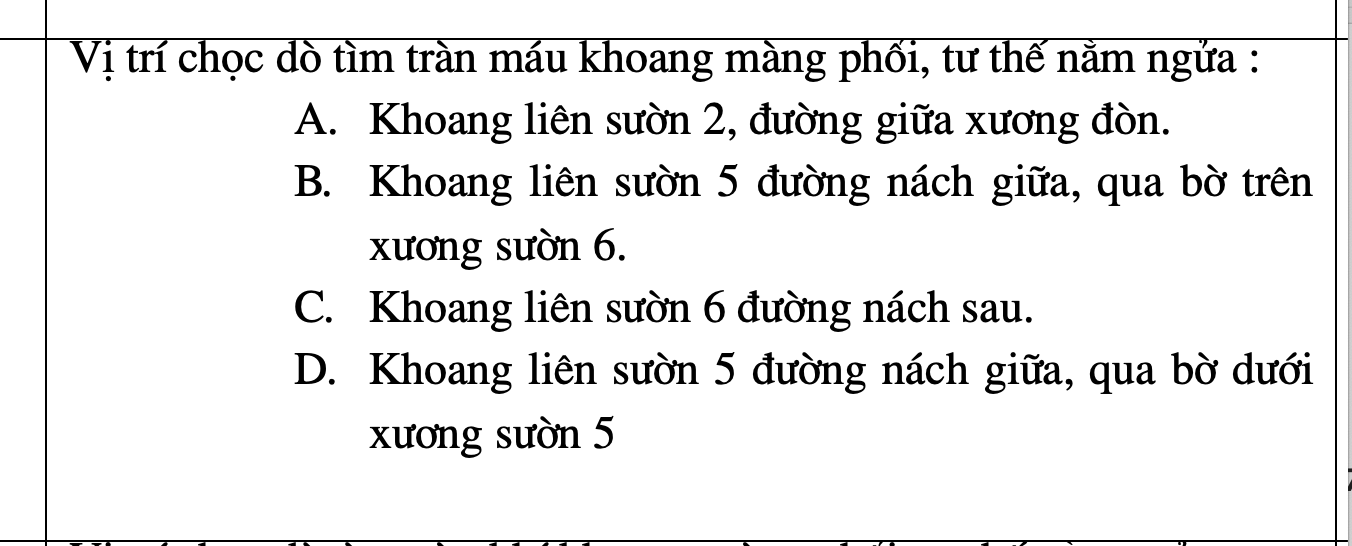 Vị trí chọc dò tìm tràn máu khoang màng phổi, tư thế nằm ngửa :
A. Khoang liên sườn 2, đường giữa xương đòn.
B. Khoang liên sườn 5 đường nách giữa, qua bờ trên
xương sườn 6.
C. Khoang liên sườn 6 đường nách sau.
D. Khoang liên sườn 5 đường nách giữa, qua bờ dưới
xương sườn 5